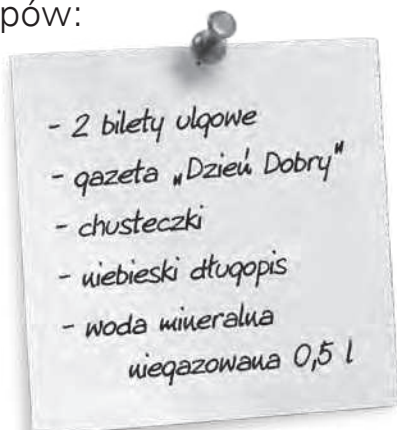 pów:
- 2 bilety ulgowe
- gazeta „Dzień Dobry"
- chusteczki
- niebieski długopis
- woda mineralna
niegazowana 0,5 l